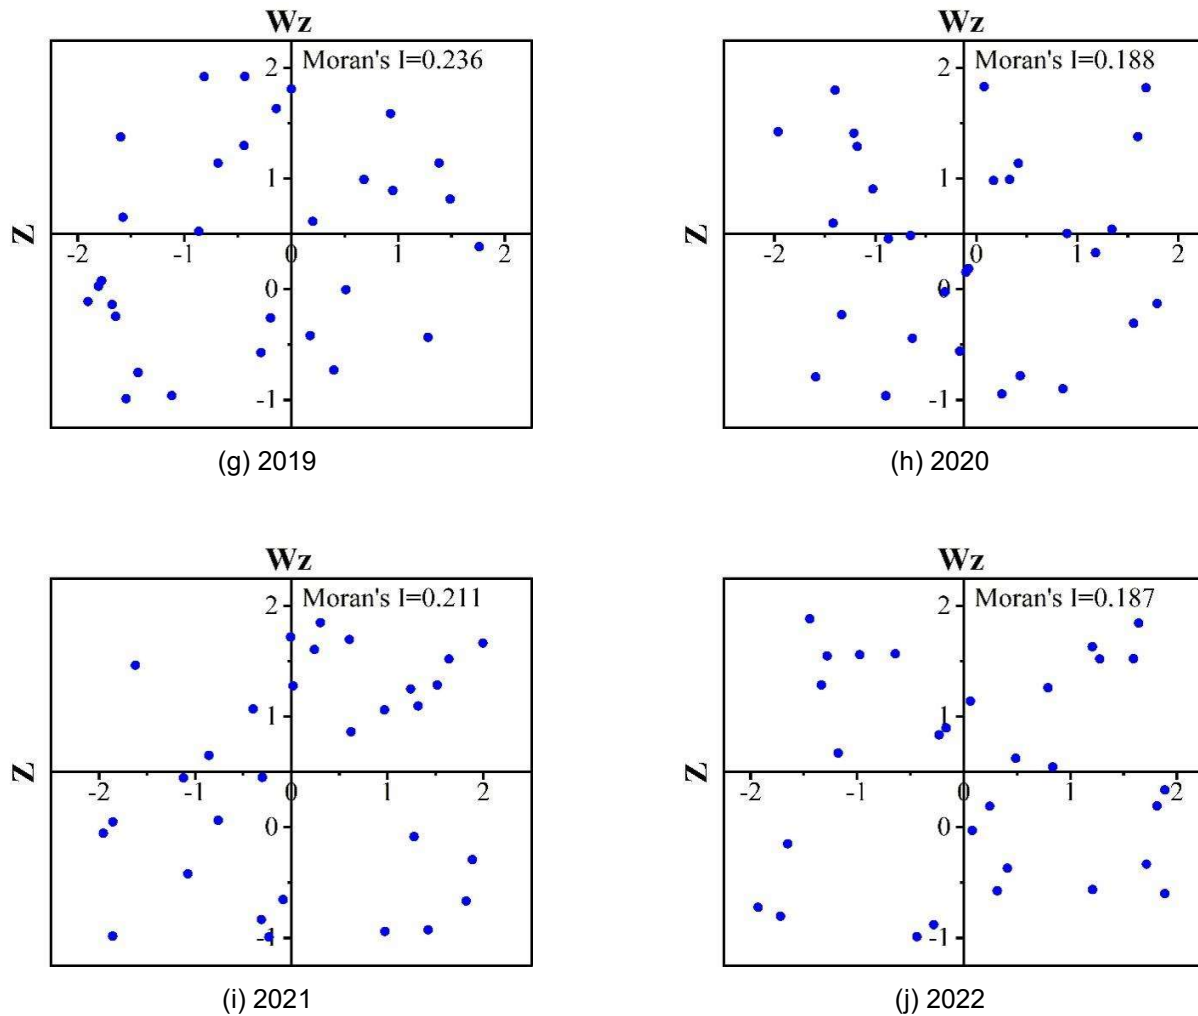 Wz
Moran's I=0.236
2
1
Z
-2 -1 0 1 2
0
-1
(g) 2019
Wz
Moran's I=0.188
2
1
Z
-2 -1 0 1 2
0
-1
(h) 2020
Wz
Moran's I=0.211
2
1
Z
-2 -1 0 1 2
0
-1
(i) 2021
Wz
Moran's I=0.187
2
1
Z
-2 -1 0 1 2
0
-1
(j) 2022